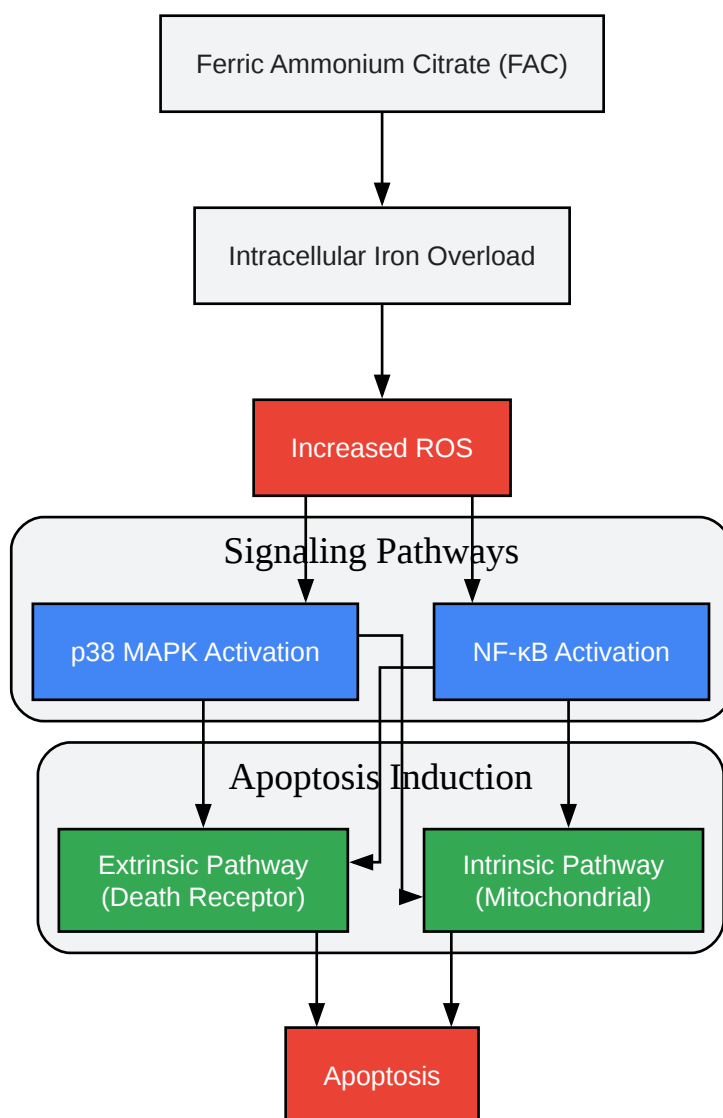 Ferric Ammonium Citrate (FAC)
Intracellular Iron Overload
Increased ROS
Signaling Pathways
p38 MAPK Activation
NF-κB Activation
Apoptosis Induction
Extrinsic Pathway
(Death Receptor)
Intrinsic Pathway
(Mitochondrial)
Apoptosis